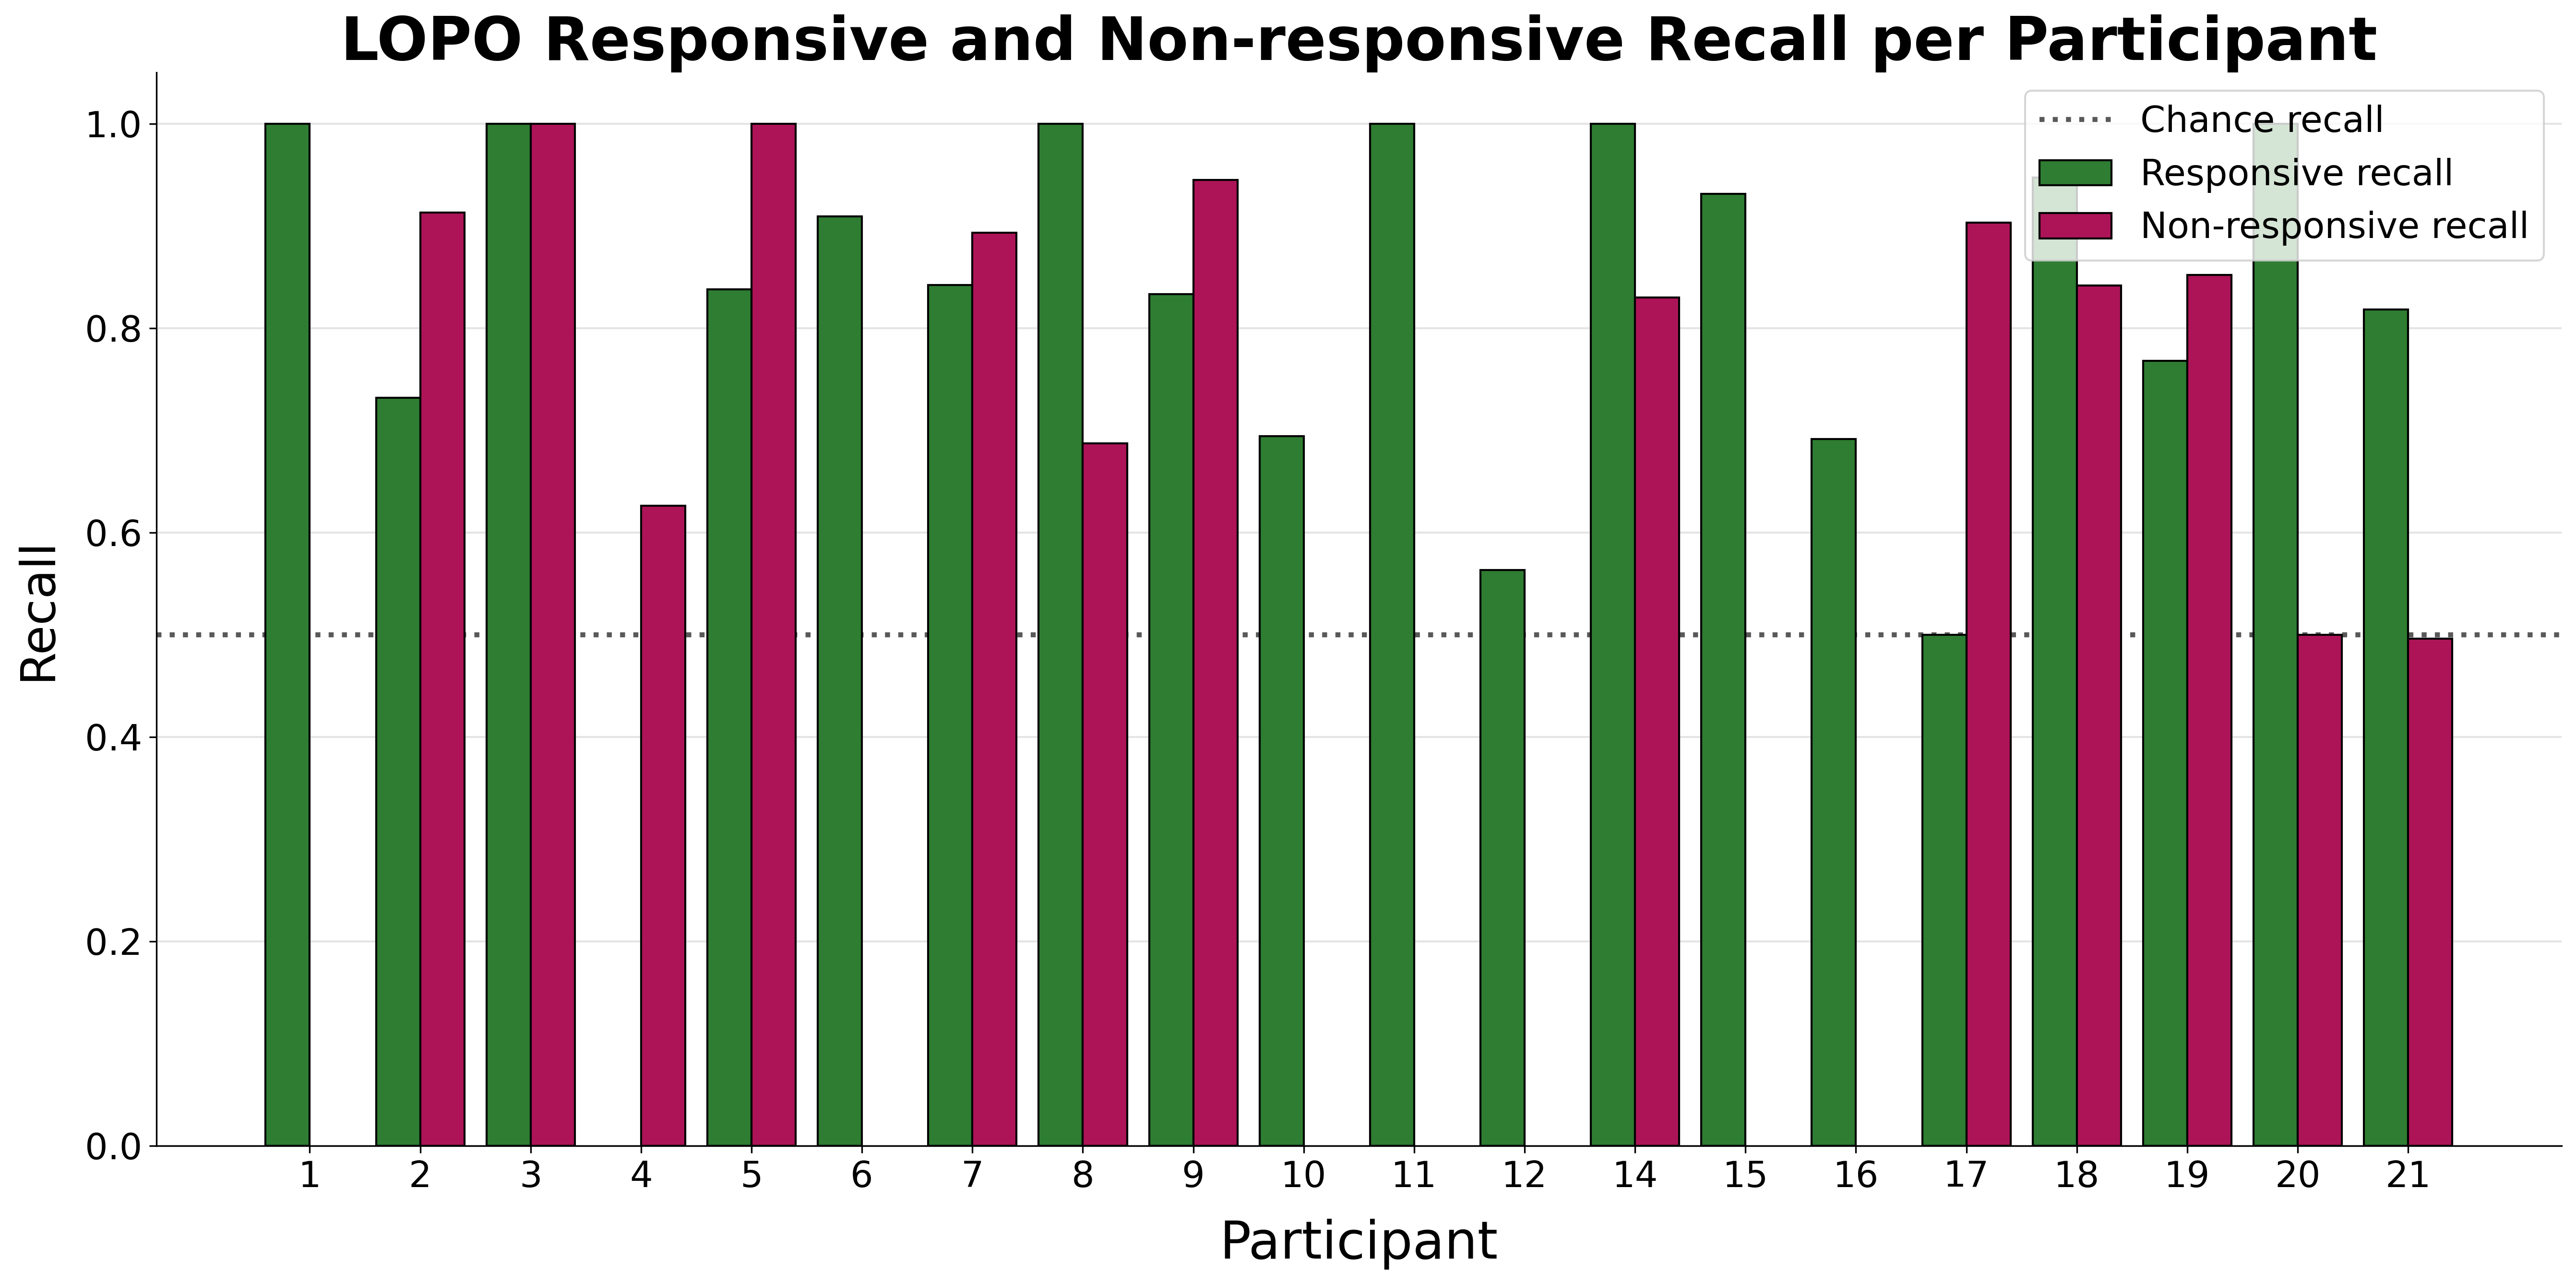 LOPO Responsive and Non-responsive Recall per Participant
Chance recall
Responsive recall
Non-responsive recall
Recall
1.0
0.8
0.6
0.4
0.2
0.0
1 2 3 4 5 6 7 8 9 10 11 12 14 15 16 17 18 19 20 21
Participant